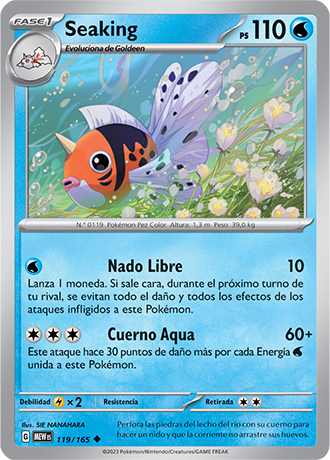 FASE 1
Seaking
PS 110
Evoluciona de Goldeen
N.º 0119 Pokémon Pez Color Altura: 1,3 m Peso: 39,0 kg
Nado Libre 10
Lanza 1 moneda. Si sale cara, durante el próximo turno de
tu rival, se evitan todo el daño y todos los efectos de los
ataques infligidos a este Pokémon.
Cuerno Aqua 60+
Este ataque hace 30 puntos de daño más por cada Energía
unida a este Pokémon.
Debilidad ×2 Resistencia Retirada
Ilus. SIE NANAHARA
G MEW ES 119/165
Perfora las piedras del lecho del río con su cuerno para
hacer un nido y que la corriente no arrastre sus huevos.
©2023 Pokémon/Nintendo/Creatures/GAME FREAK